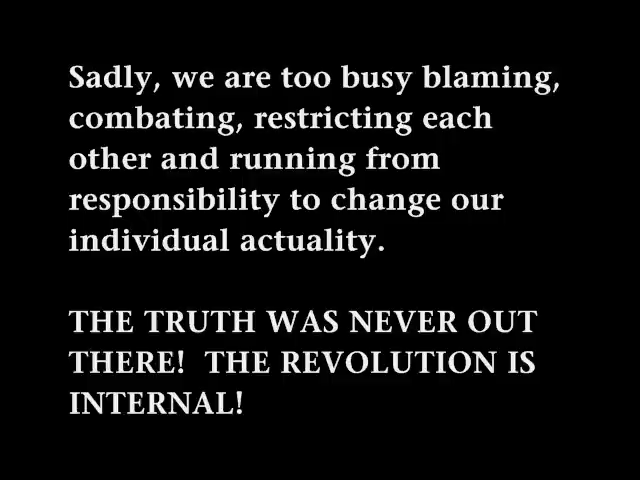 Sadly, we are too busy blaming,
combating, restricting each
other and running from
responsibility to change our
individual actuality.
THE TRUTH WAS NEVER OUT
THERE!  THE REVOLUTION IS
INTERNAL!